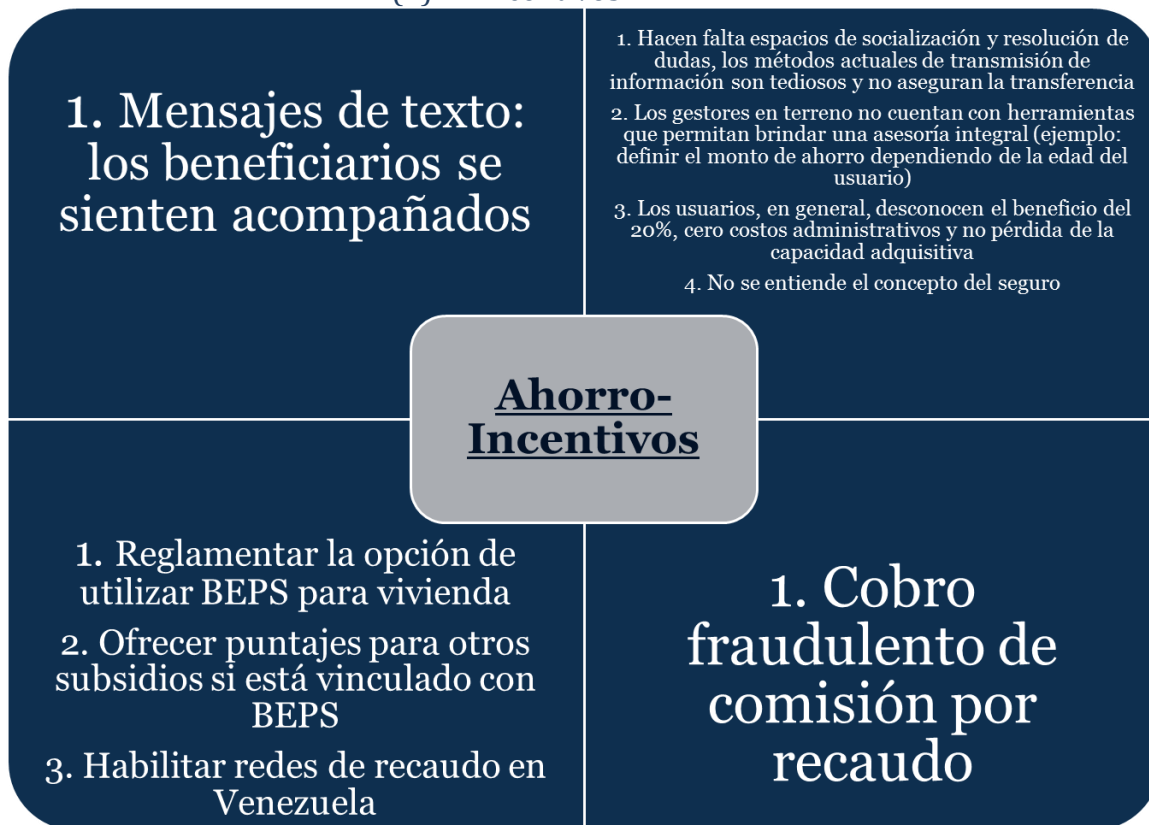 1. Mensajes de texto:
los beneficiarios se
sienten acompañados
1. Hacen falta espacios de socialización y resolución de
dudas, los métodos actuales de transmisión de
información son tediosos y no aseguran la transferencia
2. Los gestores en terreno no cuentan con herramientas
que permitan brindar una asesoría integral (ejemplo:
definir el monto de ahorro dependiendo de la edad del
usuario)
3. Los usuarios, en general, desconocen el beneficio del
20%, cero costos administrativos y no pérdida de la
capacidad adquisitiva
4. No se entiende el concepto del seguro
Ahorro-
Incentivos
1. Reglamentar la opción de
utilizar BEPS para vivienda
2. Ofrecer puntajes para otros
subsidios si está vinculado con
BEPS
3. Habilitar redes de recaudo en
Venezuela
1. Cobro
fraudulento de
comisión por
recaudo